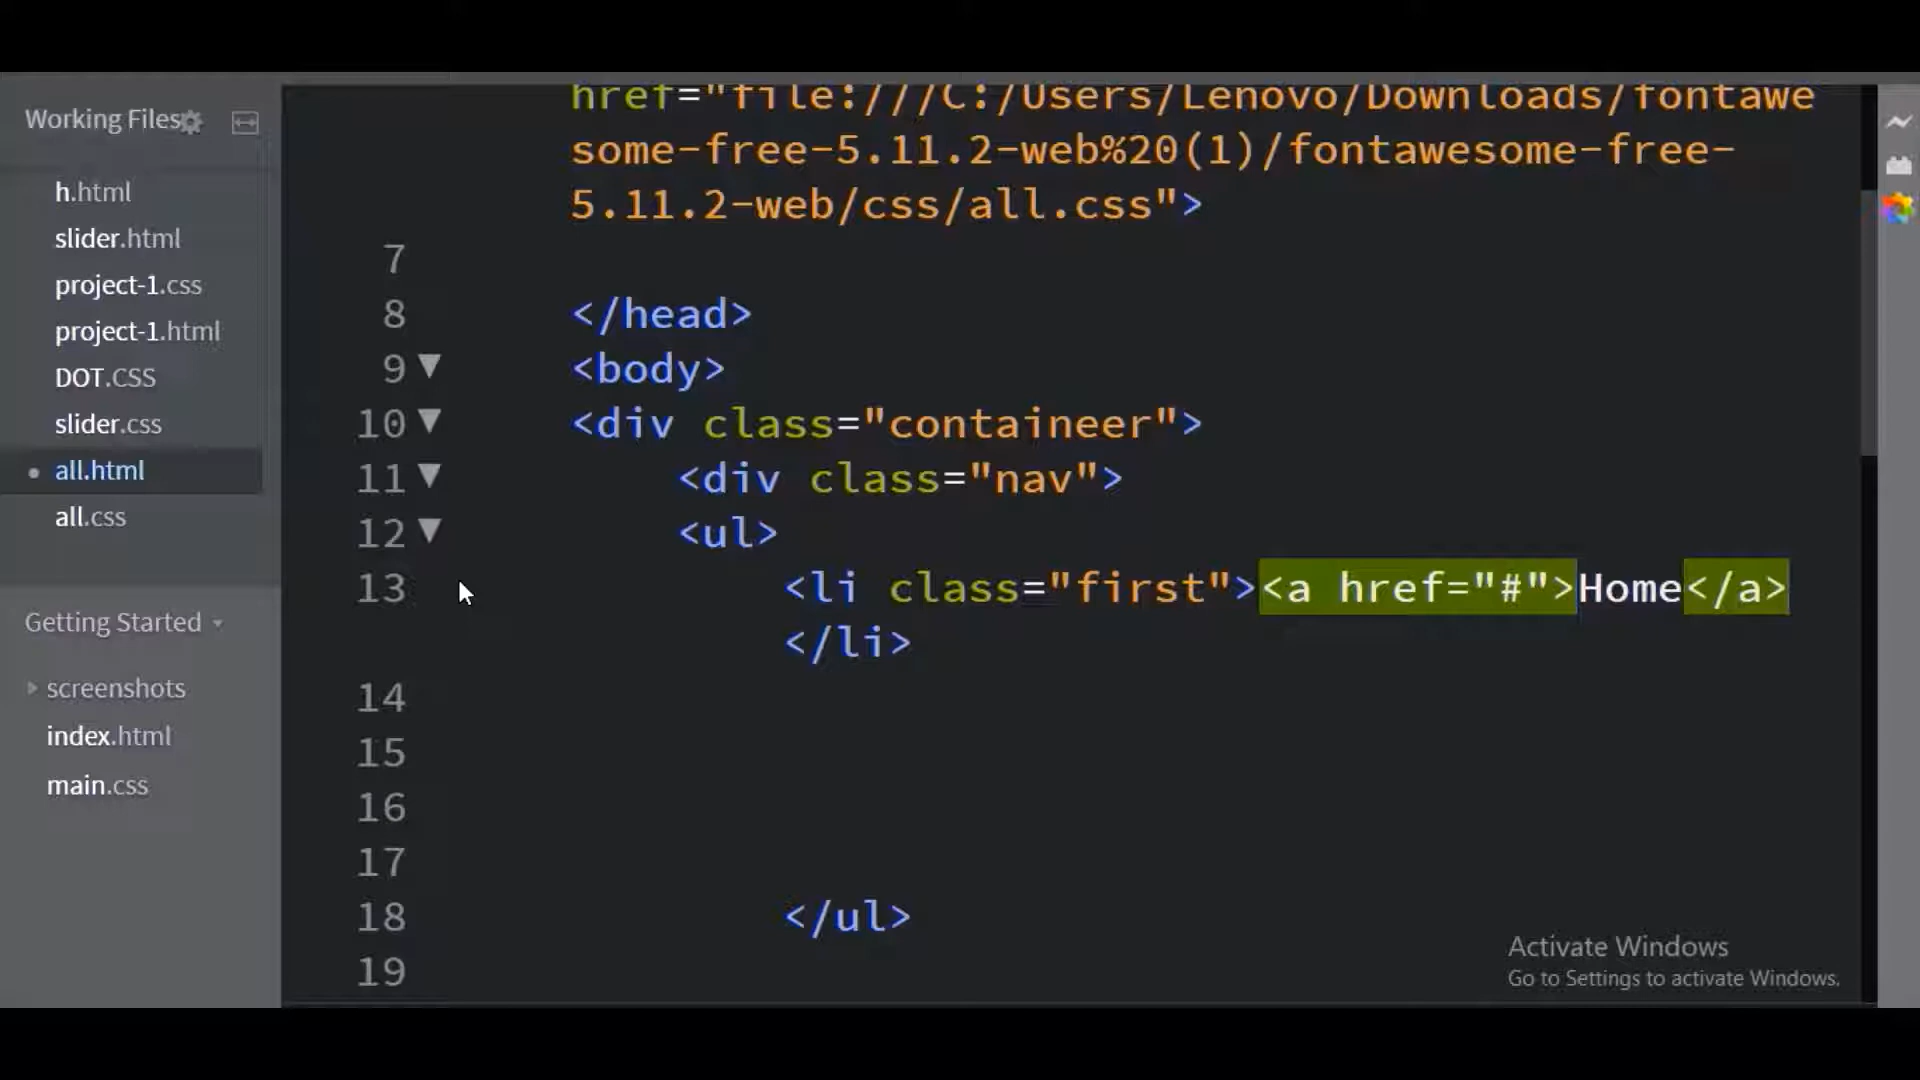 Working Files
h.html
slider.html
project-1.css
project-1.html
DOT.CSS
slider.css
all.html
all.css
Getting Started
screenshots
index.html
main.css
href="file:///C:/Users/Lenovo/Downloads/fontawe
some-free-5.11.2-web%20(1)/fontawesome-free-
5.11.2-web/css/all.css">
7
8 </head>
9 <body>
10 <div class="containeer">
11 <div class="nav">
12 <ul>
13 <li class="first"><a href="#">Home</a>
</li>
14
15
16
17
18 </ul>
19
Activate Windows
Go to Settings to activate Windows.